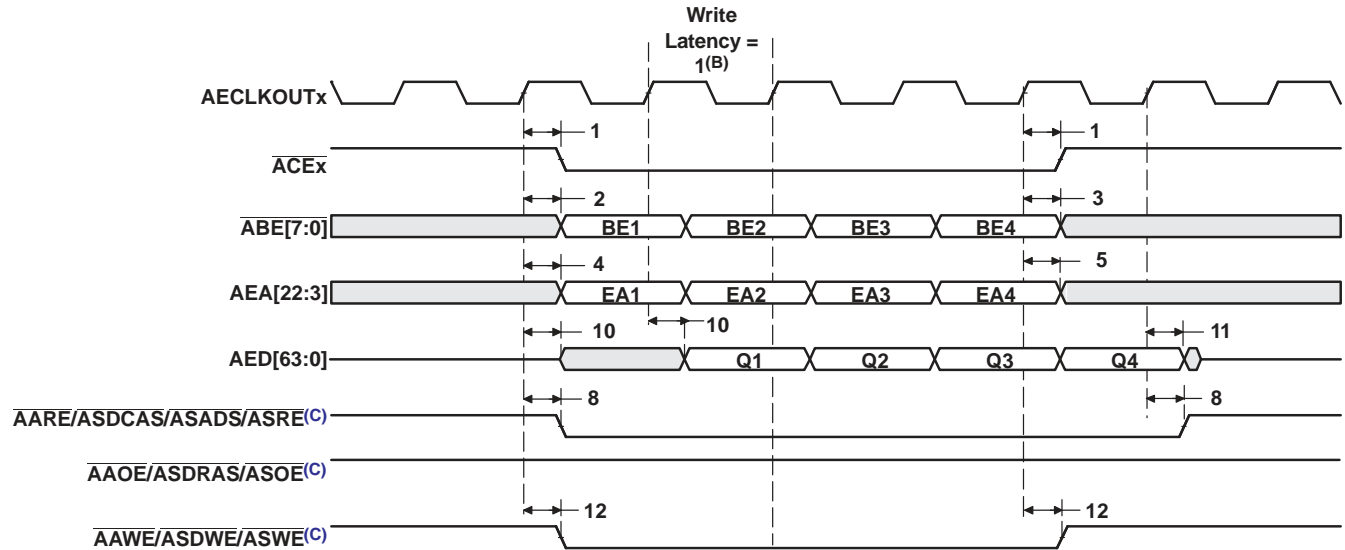 Write
Latency =
1(B)
AECLKOUTx
1 1
ACEx
2 3
ABE[7:0] BE1 BE2 BE3 BE4
4 5
AEA[22:3] EA1 EA2 EA3 EA4
10 10 11
AED[63:0] Q1 Q2 Q3 Q4
8 8
AARE/ASDCAS/ASADS/ASRE(C)
AAOE/ASDRAS/ASOE(C)
12 12
AAWE/ASDWE/ASWE(C)